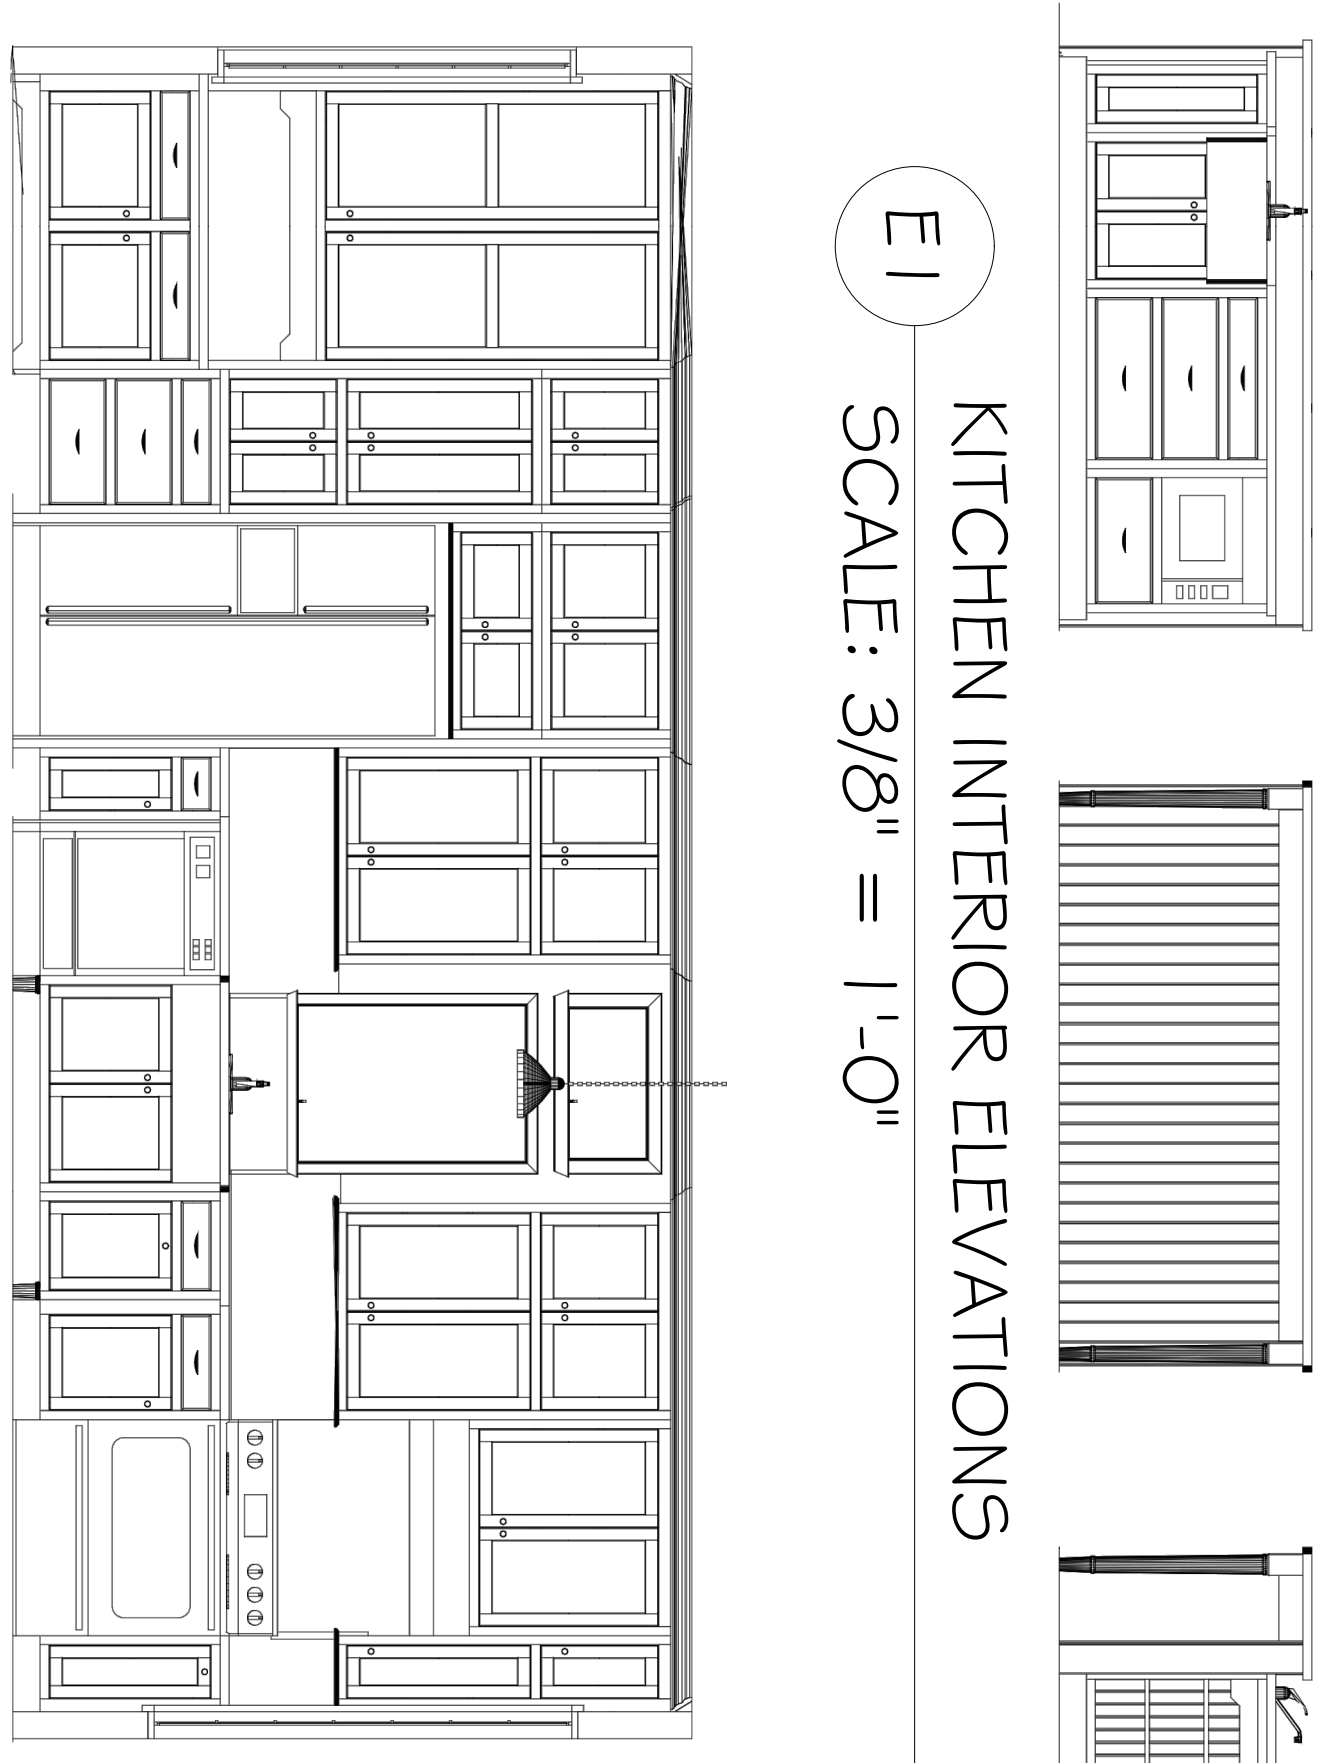 E1
KITCHEN INTERIOR ELEVATIONS
SCALE: 3/8" = 1'-0"